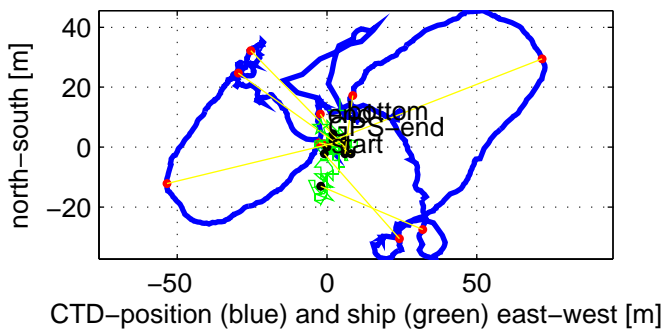 40
20
0
−20
−50
0
50
north−south [m]
bottom
GPS−end
start
CTD−position (blue) and ship (green) east−west [m]